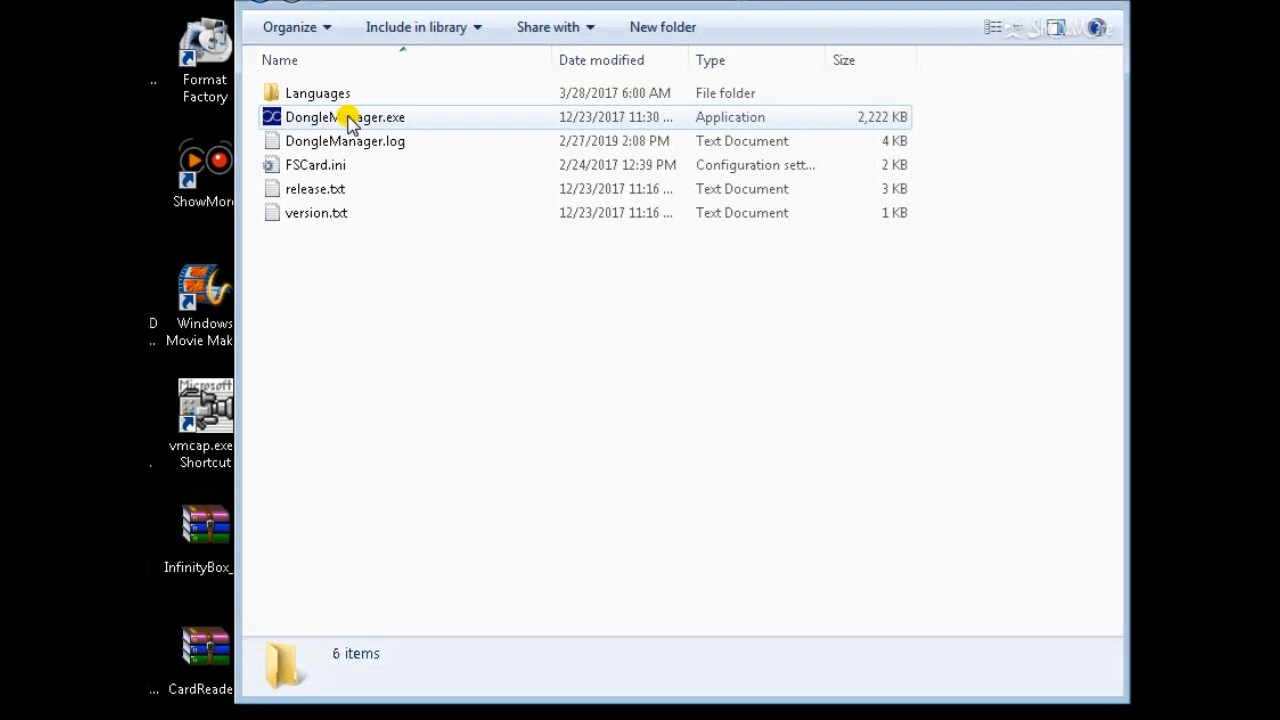 Organize Include in library Share with New folder
Name Date modified Type Size
Languages 3/28/2017 6:00 AM File folder
DongleManager.exe 12/23/2017 11:30 ... Application 2,222 KB
DongleManager.log 2/27/2019 2:08 PM Text Document 4 KB
FSCard.ini 2/24/2017 12:39 PM Configuration sett... 2 KB
release.txt 12/23/2017 11:16 ... Text Document 3 KB
version.txt 12/23/2017 11:16 ... Text Document 1 KB
6 items
Format
.. Factory
ShowMor
D Windows
.. Movie Mak
Microsoft
vmcap.exe
. Shortcut
InfinityBox_
... CardReade